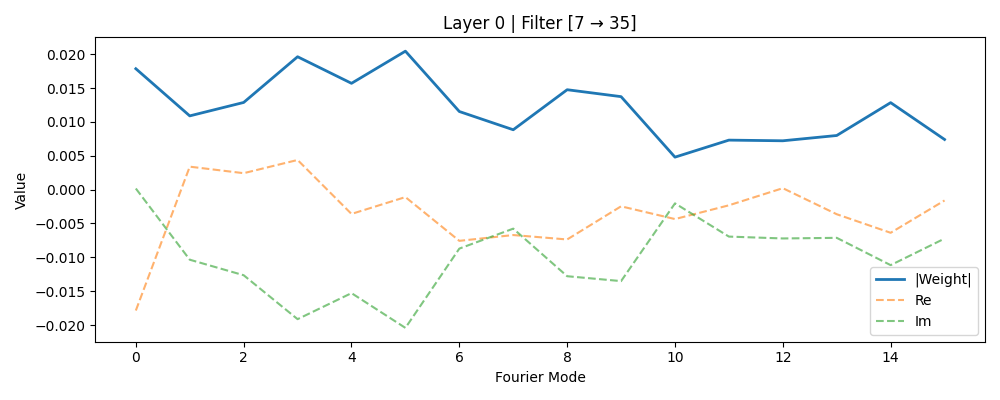 Layer 0 | Filter [7 → 35]
0.020
0.015
0.010
0.005
0.000
−0.005
−0.010
−0.015
−0.020
Value
|Weight|
Re
Im
0 2 4 6 8 10 12 14
Fourier Mode